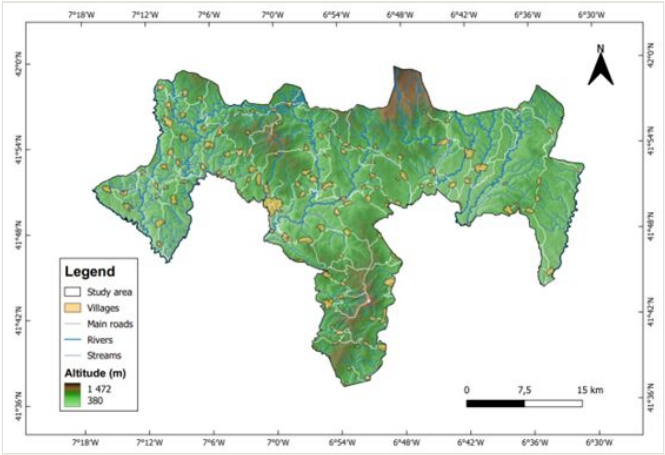 7°18'W 7°12'W 7°6'W 7°0'W 6°54'W 6°48'W 6°42'W 6°36'W 6°30'W
42°0'N 42°0'N
N
41°54'N 41°54'N
41°48'N 41°48'N
Legend
Study area
Villages
Main roads
Rivers
Streams
Altitude (m)
1 472
380
41°42'N 41°42'N
0 7,5 15 km
41°36'N 41°36'N
7°18'W 7°12'W 7°6'W 7°0'W 6°54'W 6°48'W 6°42'W 6°36'W 6°30'W